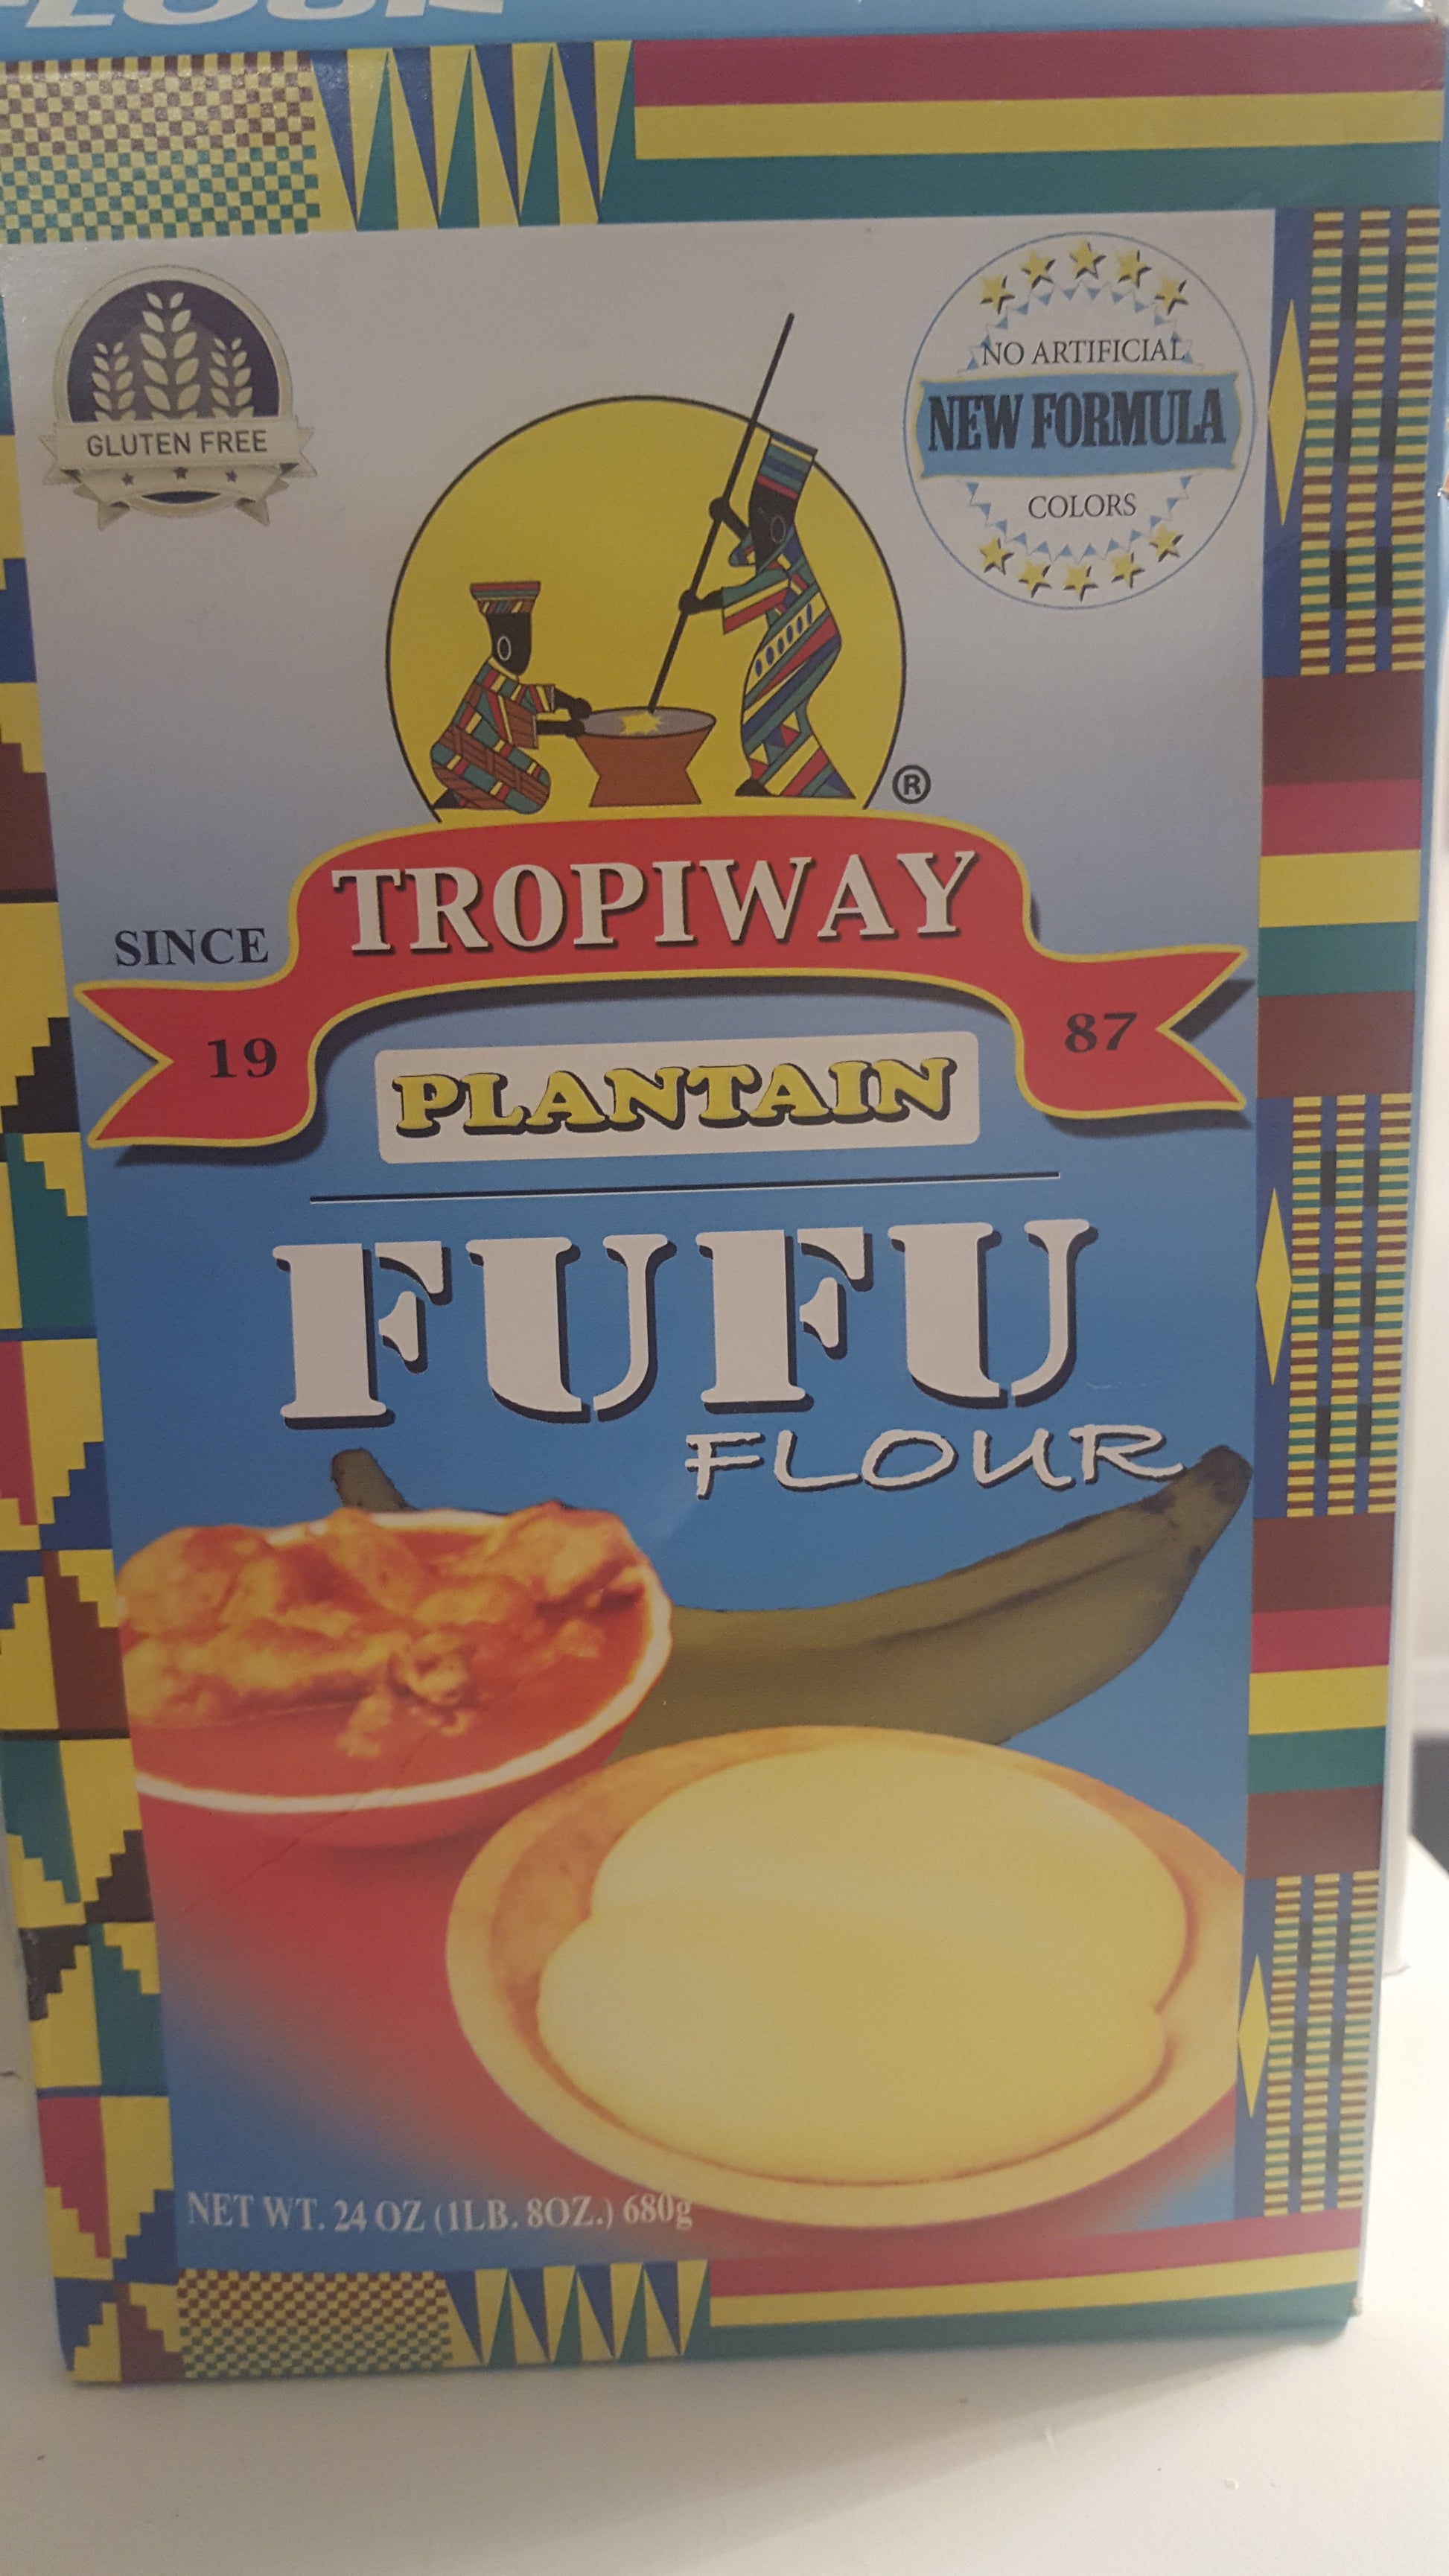 FLOUR
GLUTEN FREE
NO ARTIFICIAL
NEW FORMULA
COLORS
®
TROPIWAY
SINCE
19 87
PLANTAIN
FUFU
FLOUR
NET WT. 24 OZ (1LB. 8OZ.) 680g